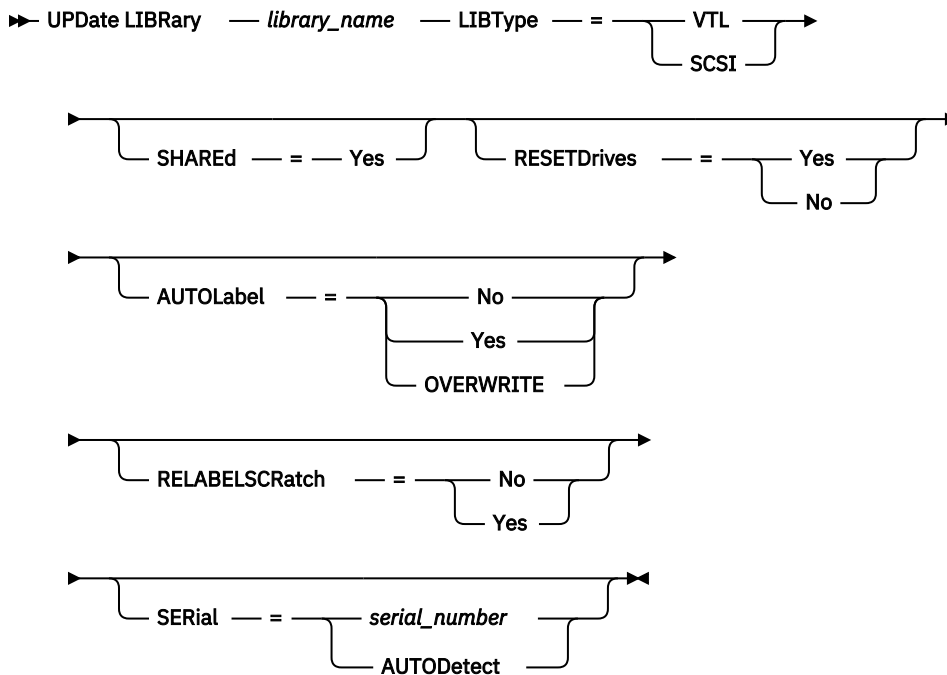 UPDate LIBRary library_name LIBType = VTL
SCSI
SHAREd = Yes RESETDrives = Yes
No
AUTOLabel = No
Yes
OVERWRITE
RELABELSCRatch = No
Yes
SERial = serial_number
AUTODetect